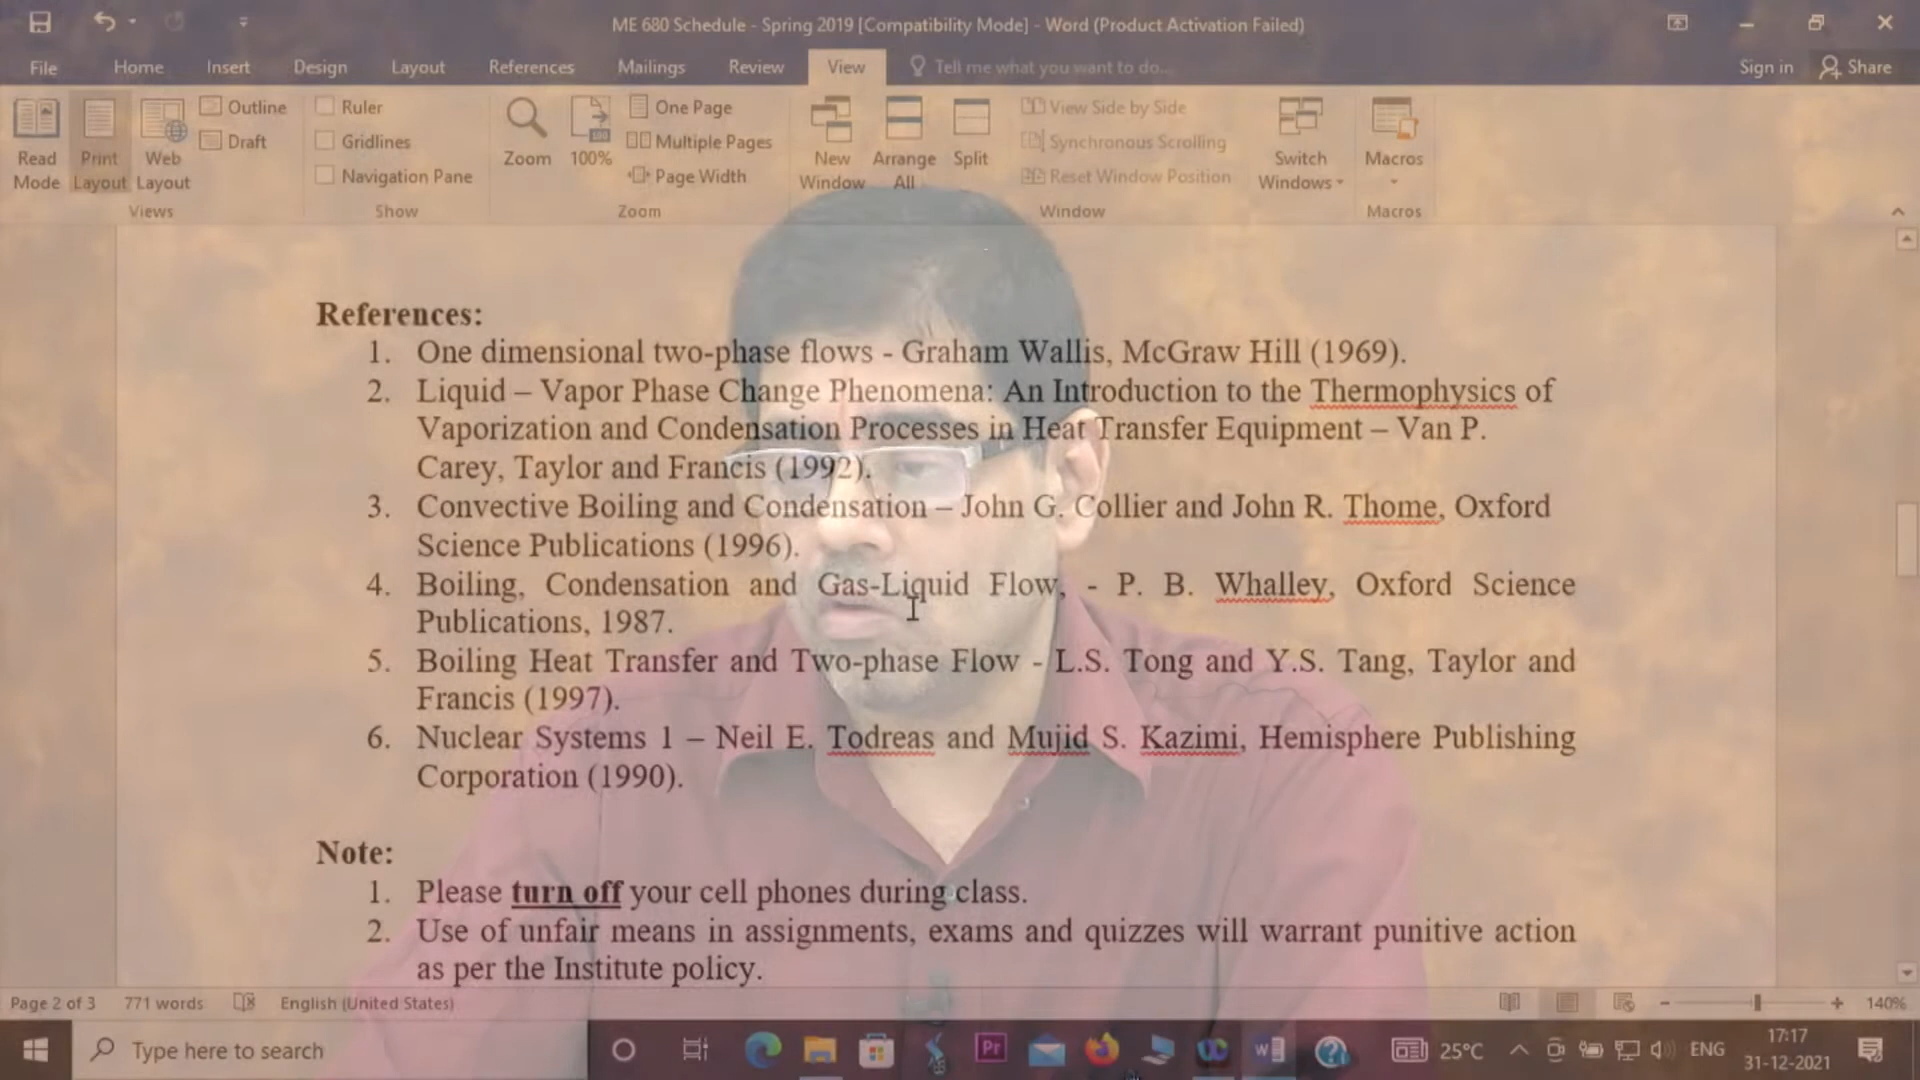 ME 680 Schedule - Spring 2019 [Compatibility Mode] - Word (Product Activation Failed)
File Home Insert Design Layout References Mailings Review View Tell me what you want to do... Sign in Share
Read Mode
Print Layout
Web Layout
Outline
Draft
Views
Ruler
Gridlines
Navigation Pane
Show
Zoom
100%
One Page
Multiple Pages
Page Width
Zoom
New Window
Arrange All
Split
View Side by Side
Synchronous Scrolling
Reset Window Position
Window
Switch Windows
Macros
Macros
References:
1. One dimensional two-phase flows - Graham Wallis, McGraw Hill (1969).
2. Liquid – Vapor Phase Change Phenomena: An Introduction to the Thermophysics of
Vaporization and Condensation Processes in Heat Transfer Equipment – Van P.
Carey, Taylor and Francis (1992).
3. Convective Boiling and Condensation – John G. Collier and John R. Thome, Oxford
Science Publications (1996).
4. Boiling, Condensation and Gas-Liquid Flow, - P. B. Whalley, Oxford Science
Publications, 1987.
5. Boiling Heat Transfer and Two-phase Flow - L.S. Tong and Y.S. Tang, Taylor and
Francis (1997).
6. Nuclear Systems 1 – Neil E. Todreas and Mujid S. Kazimi, Hemisphere Publishing
Corporation (1990).
Note:
1. Please turn off your cell phones during class.
2. Use of unfair means in assignments, exams and quizzes will warrant punitive action
as per the Institute policy.
Page 2 of 3 771 words English (United States) 140%
Type here to search Pr 25°C ENG 17:17
31-12-2021